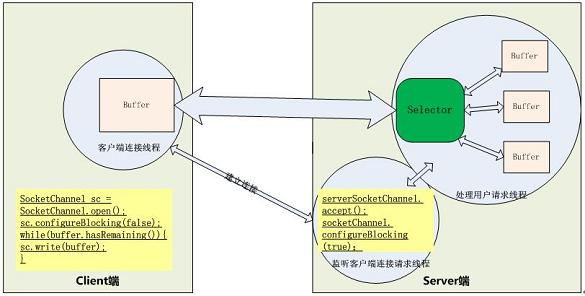 Buffer
客户端连接线程
SocketChannel sc =
SocketChannel.open();
sc.configureBlocking(false);
while(buffer.hasRemaining()){
sc.write(buffer);
}
Client端
建立连接
Buffer
Selector
Buffer
Buffer
处理用户请求线程
serverSocketChannel.
accept();
socketChannel.
configureBlocking
(true);
监听客户端连接请求线程
Server端